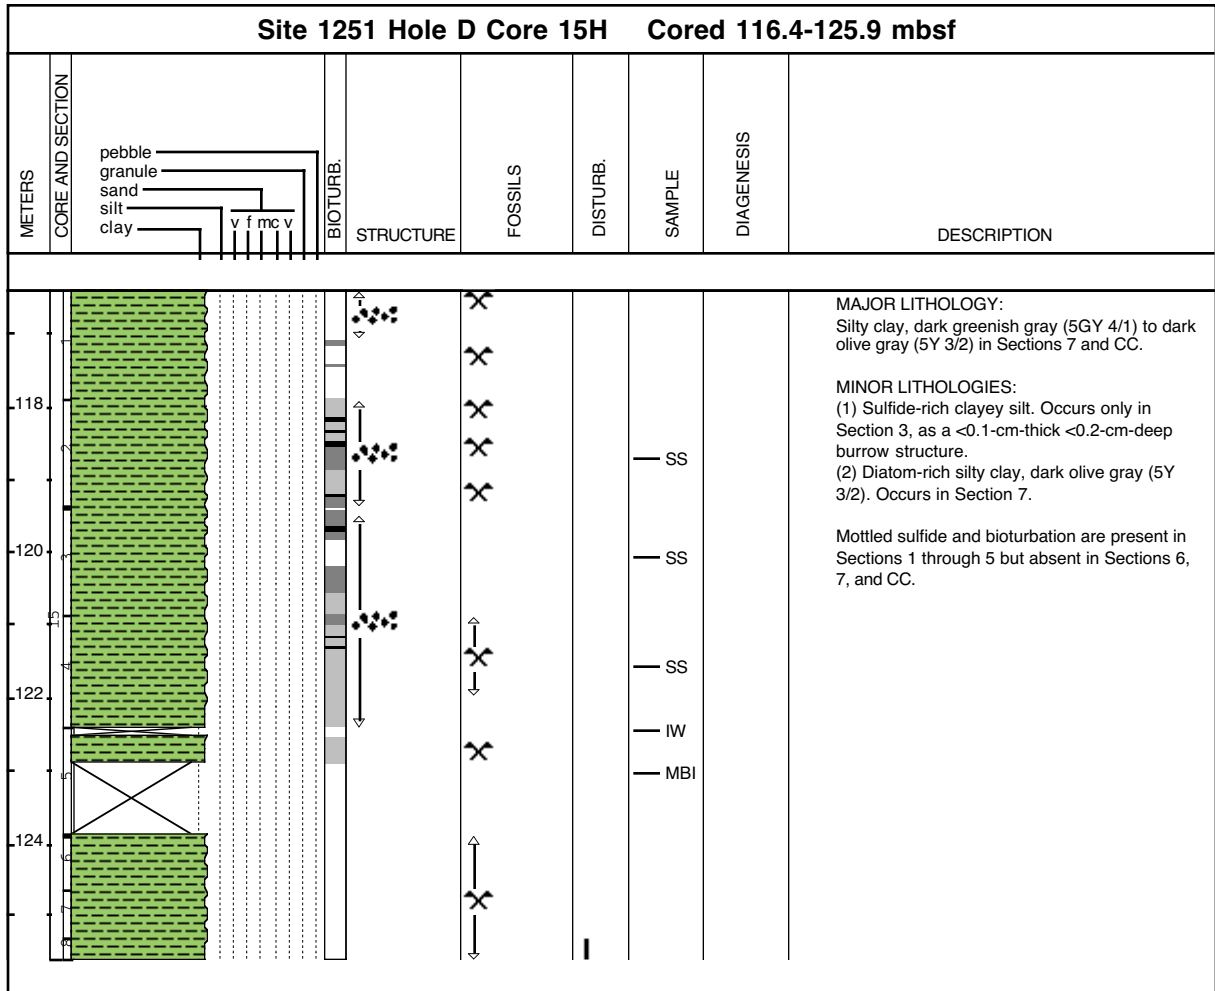 Site 1251 Hole D Core 15H Cored 116.4-125.9 mbsf
METERS
CORE AND SECTION
pebble
granule
sand
silt
clay
v f m c v
BIOTURB.
STRUCTURE
FOSSILS
DISTURB.
SAMPLE
DIAGENESIS
DESCRIPTION
118
120
122
124
15
1
2
3
4
5
6
7
8
SS
SS
SS
IW
MBI
MAJOR LITHOLOGY:
Silty clay, dark greenish gray (5GY 4/1) to dark
olive gray (5Y 3/2) in Sections 7 and CC.
MINOR LITHOLOGIES:
(1) Sulfide-rich clayey silt. Occurs only in
Section 3, as a <0.1-cm-thick <0.2-cm-deep
burrow structure.
(2) Diatom-rich silty clay, dark olive gray (5Y
3/2). Occurs in Section 7.
Mottled sulfide and bioturbation are present in
Sections 1 through 5 but absent in Sections 6,
7, and CC.